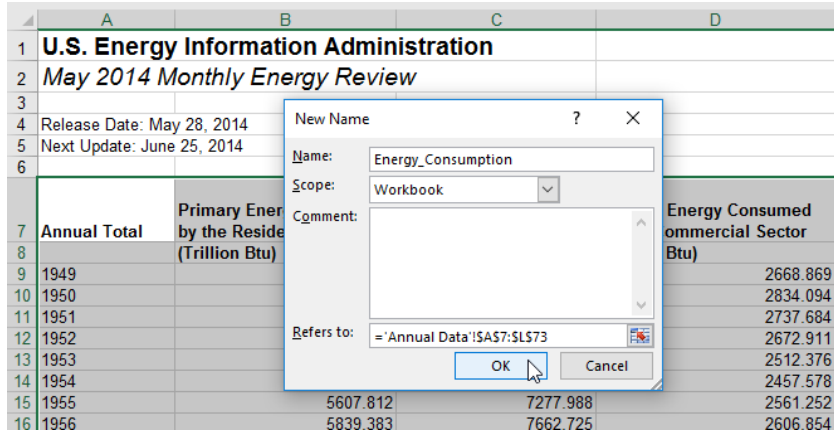 A B C D
1 U.S. Energy Information Administration
2 May 2014 Monthly Energy Review
3
4 Release Date: May 28, 2014
5 Next Update: June 25, 2014
6
New Name ? ×
Name: Energy_Consumption
Scope: Workbook
Comment:
Refers to: ='Annual Data'!$A$7:$L$73
OK Cancel
Primary Ener Energy Consumed
7 Annual Total by the Reside ommercial Sector
8 (Trillion Btu) Btu)
9 1949 2668.869
10 1950 2834.094
11 1951 2737.684
12 1952 2672.911
13 1953 2512.376
14 1954 2457.578
15 1955 5607.812 7277.988 2561.252
16 1956 5839.383 7662.725 2606.854